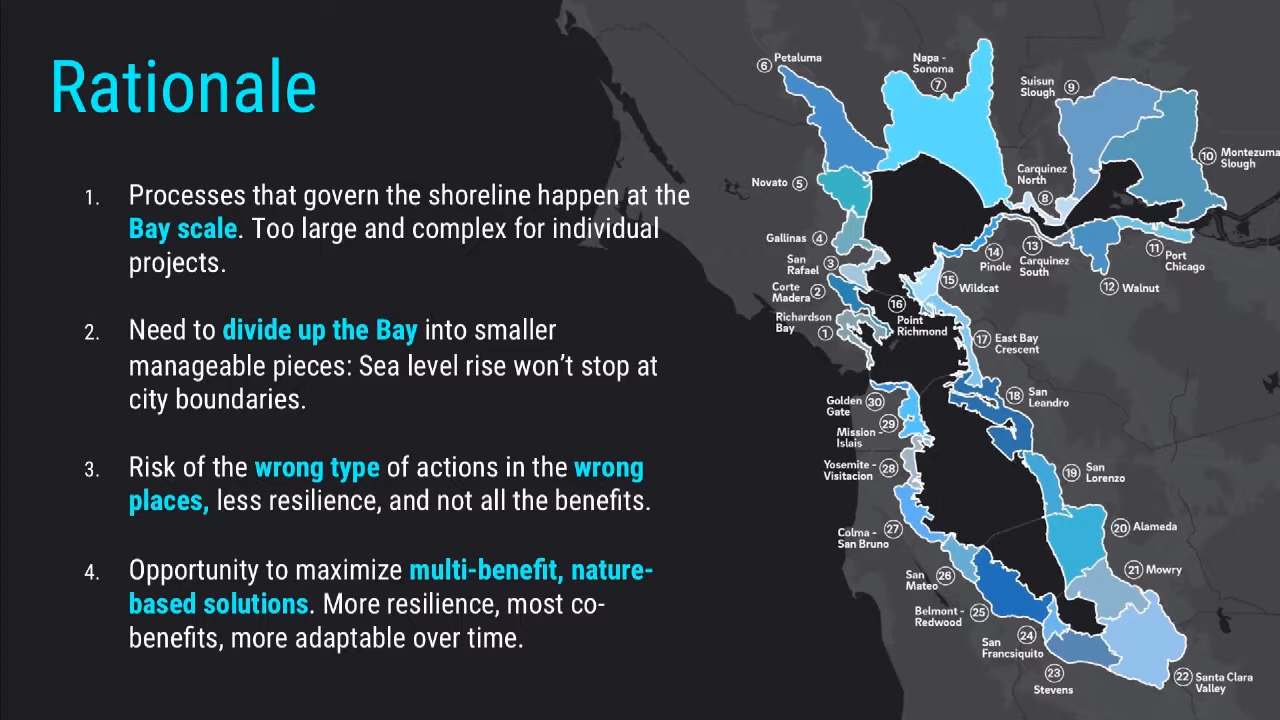 Rationale
1. Processes that govern the shoreline happen at the
Bay scale. Too large and complex for individual
projects.
2. Need to divide up the Bay into smaller
manageable pieces: Sea level rise won’t stop at
city boundaries.
3. Risk of the wrong type of actions in the wrong
places, less resilience, and not all the benefits.
4. Opportunity to maximize multi-benefit, nature-
based solutions. More resilience, most co-
benefits, more adaptable over time.
6 Petaluma
Napa -
Sonoma
7
Suisun
Slough
9
10 Montezuma
Slough
Novato 5
Carquinez
North
8
Gallinas 4
San
Rafael
3
Corte
Madera
2
Richardson
Bay
1
14
Pinole
13
Carquinez
South
11
Port
Chicago
12 Walnut
15 Wildcat
16
Point
Richmond
17 East Bay
Crescent
18 San
Leandro
Golden
Gate
30
29
Mission -
Islais
Yosemite -
Visitacion
28
19 San
Lorenzo
27
Colma -
San Bruno
20 Alameda
21 Mowry
San
Mateo
26
Belmont -
Redwood
25
24
San
Francsiquito
23
Stevens
22 Santa Clara
Valley